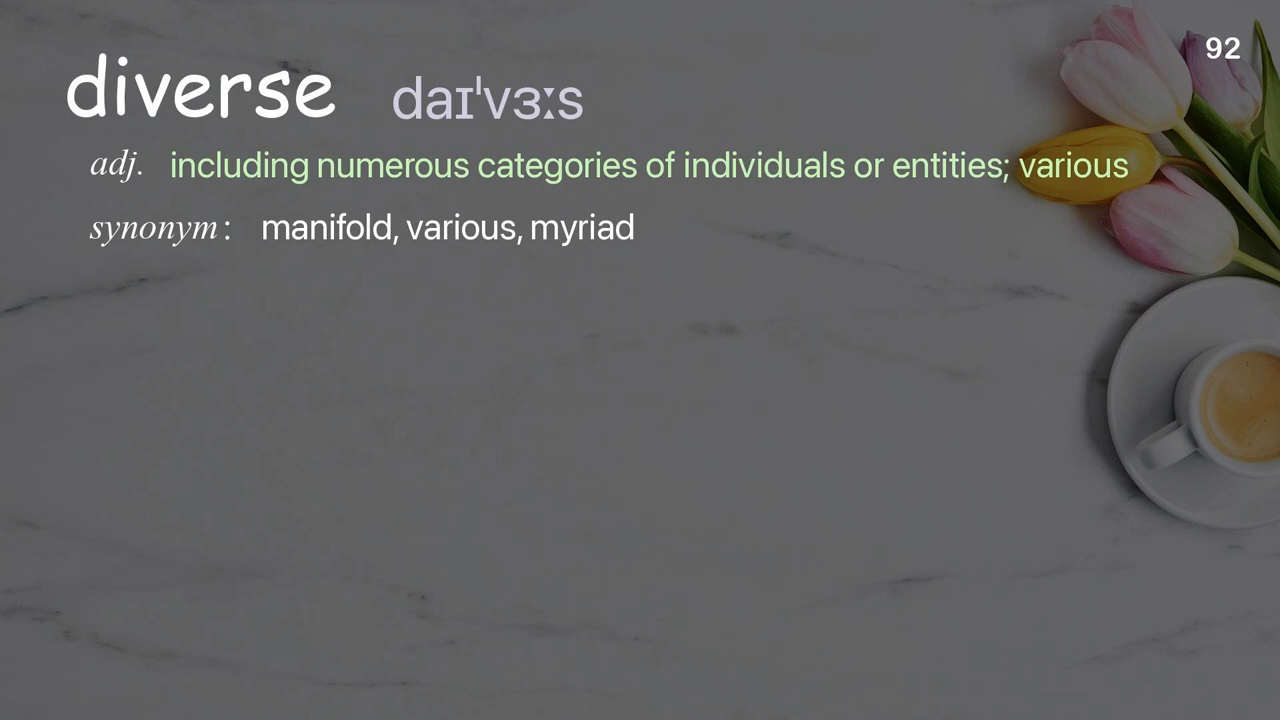 92
diverse daɪˈvɜːs
adj. including numerous categories of individuals or entities; various
synonym: manifold, various, myriad